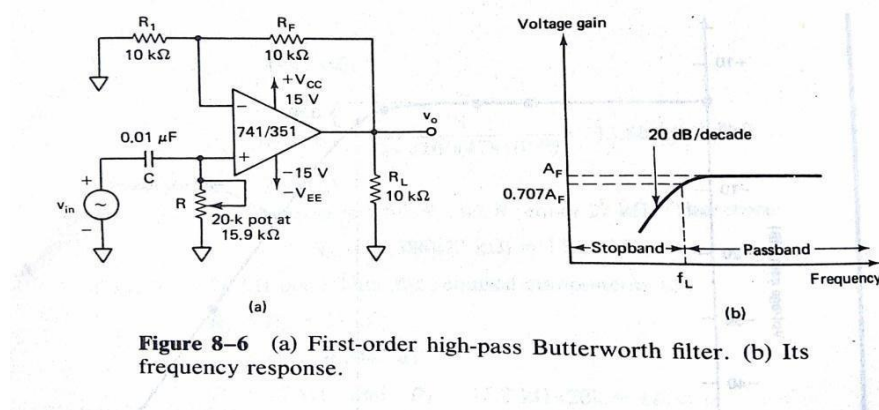 R1
10 kΩ
RF
10 kΩ
+VCC
15 V
741/351
−
+
vo
0.01 μF
C
−15 V
−VEE
vin
+
~
−
R
20-k pot at
15.9 kΩ
RL
10 kΩ
(a)
Voltage gain
20 dB/decade
AF
0.707AF
Stopband
Passband
fL
Frequency
(b)
Figure 8–6 (a) First-order high-pass Butterworth filter. (b) Its
frequency response.